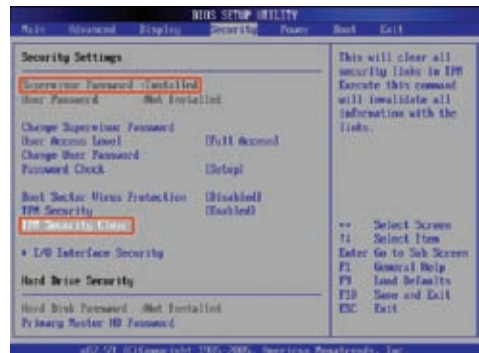 BIOS SETUP UTILITY
Main Advanced Display Security Power Boot Exit
Security Settings
Supervisor Password :Installed
User Password :Not Installed
Change Supervisor Password
User Access Level [Full Access]
Change User Password
Password Check [Setup]
Boot Sector Virus Protection [Disabled]
TPM Security [Enabled]
TPM Security Clear
I/O Interface Security
Hard Drive Security
Hard Disk Password :Not Installed
Primary Master HD Password
This will clear all
security links in TPM
Execute this command
will invalidate all
information with the
links.
Select Screen
Select Item
Enter Go to Sub Screen
F1 General Help
F9 Load Defaults
F10 Save and Exit
ESC Exit
v02.59 (C)Copyright 1985-2005, American Megatrends, Inc.